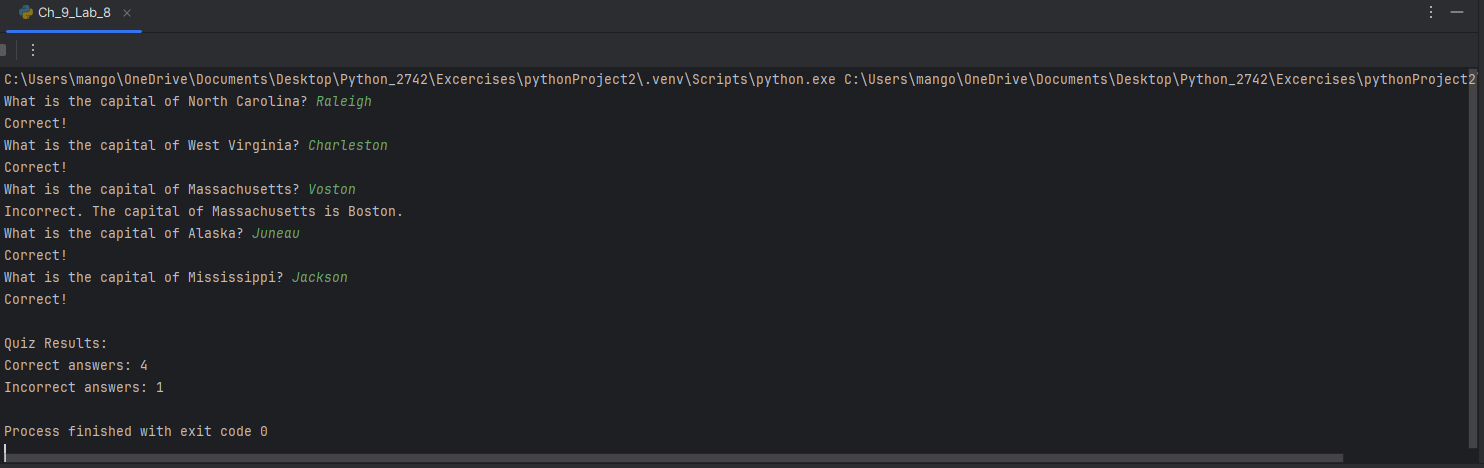 Ch_9_Lab_8
C:\Users\mango\OneDrive\Documents\Desktop\Python_2742\Excercises\pythonProject2\.venv\Scripts\python.exe C:\Users\mango\OneDrive\Documents\Desktop\Python_2742\Excercises\pythonProject2
What is the capital of North Carolina? Raleigh
Correct!
What is the capital of West Virginia? Charleston
Correct!
What is the capital of Massachusetts? Voston
Incorrect. The capital of Massachusetts is Boston.
What is the capital of Alaska? Juneau
Correct!
What is the capital of Mississippi? Jackson
Correct!
Quiz Results:
Correct answers: 4
Incorrect answers: 1
Process finished with exit code 0